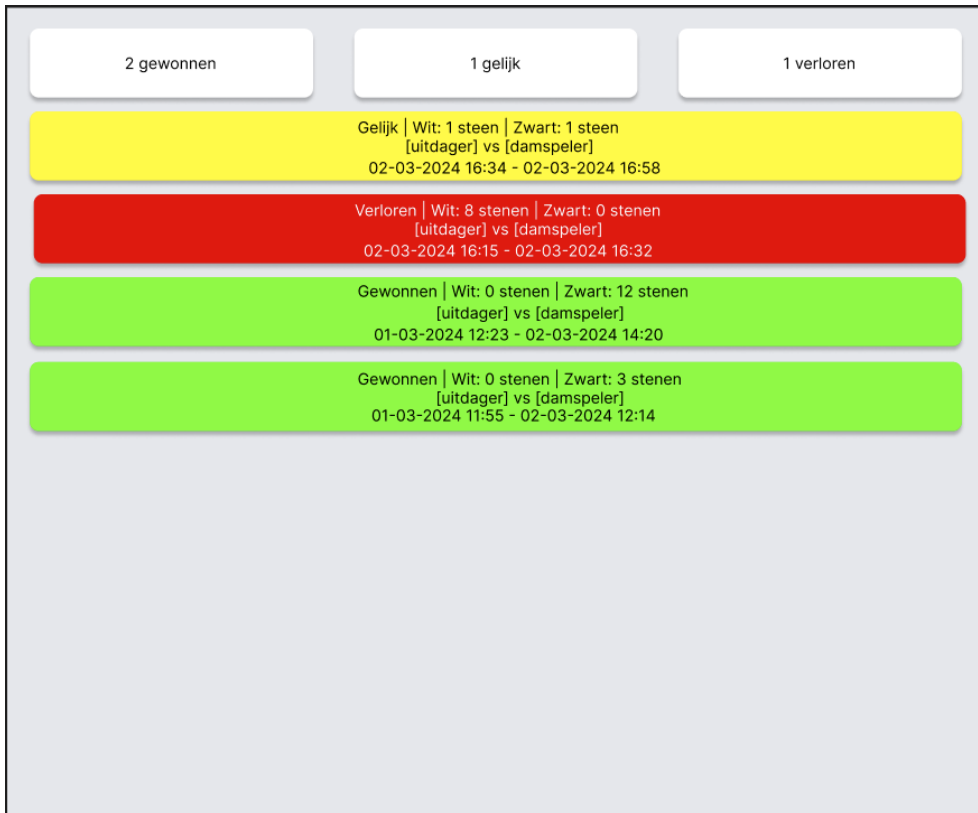 2 gewonnen
1 gelijk
1 verloren
Gelijk | Wit: 1 steen | Zwart: 1 steen
[uitdager] vs [damspeler]
02-03-2024 16:34 - 02-03-2024 16:58
Verloren | Wit: 8 stenen | Zwart: 0 stenen
[uitdager] vs [damspeler]
02-03-2024 16:15 - 02-03-2024 16:32
Gewonnen | Wit: 0 stenen | Zwart: 12 stenen
[uitdager] vs [damspeler]
01-03-2024 12:23 - 02-03-2024 14:20
Gewonnen | Wit: 0 stenen | Zwart: 3 stenen
[uitdager] vs [damspeler]
01-03-2024 11:55 - 02-03-2024 12:14